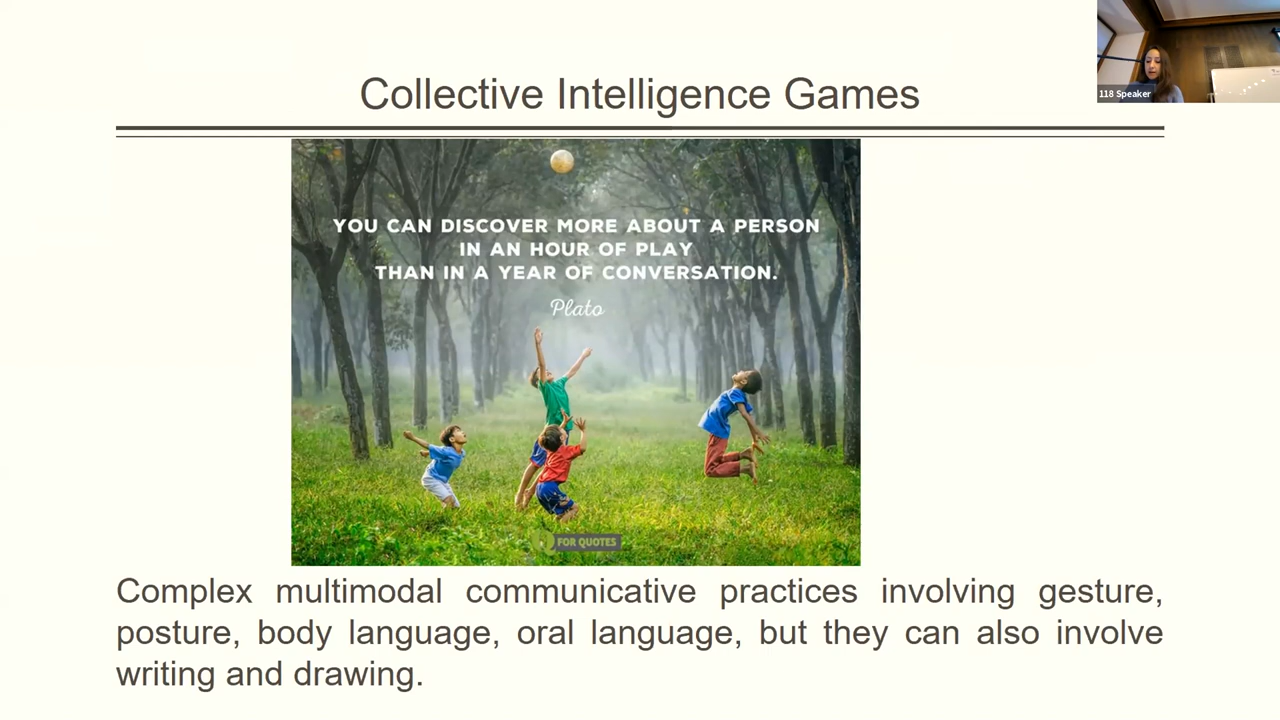 Collective Intelligence Games
118 Speaker
YOU CAN DISCOVER MORE ABOUT A PERSON
IN AN HOUR OF PLAY
THAN IN A YEAR OF CONVERSATION.
Plato
FOR QUOTES
Complex multimodal communicative practices involving gesture,
posture, body language, oral language, but they can also involve
writing and drawing.